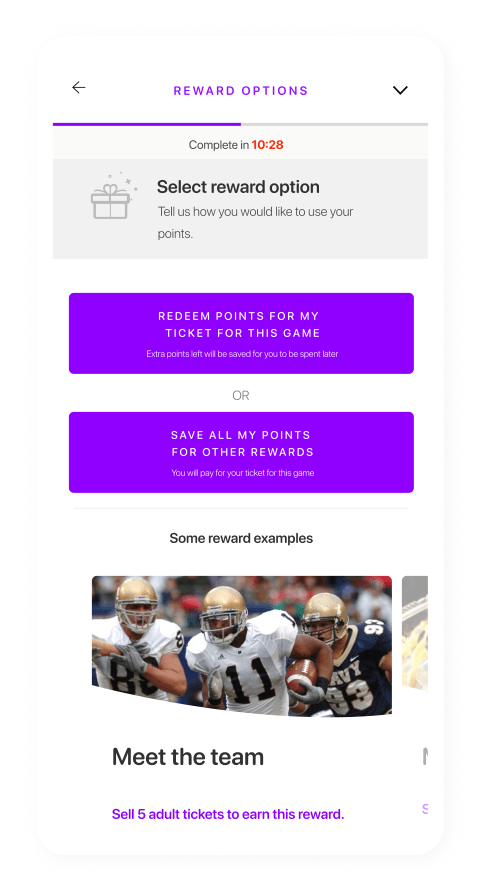 REWARD OPTIONS
Complete in 10:28
Select reward option
Tell us how you would like to use your
points.
REDEEM POINTS FOR MY
TICKET FOR THIS GAME
Extra points left will be saved for you to be spent later
OR
SAVE ALL MY POINTS
FOR OTHER REWARDS
You will pay for your ticket for this game
Some reward examples
11
NAVY
93
Meet the team
Sell 5 adult tickets to earn this reward.